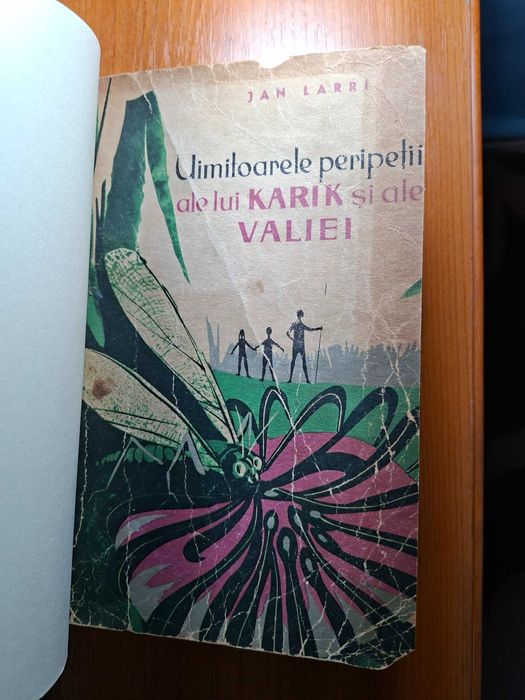 JAN LARRI
Uimitoarele peripeții
ale lui KARIK și ale
VALIEI